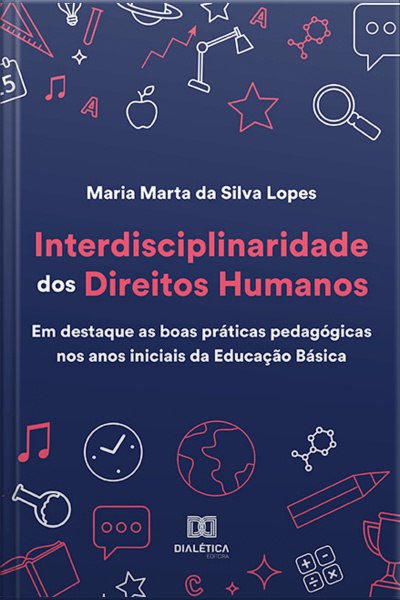 15
A
A
Maria Marta da Silva Lopes
Interdisciplinaridade
dos Direitos Humanos
Em destaque as boas práticas pedagógicas
nos anos iniciais da Educação Básica
DIALÉTICA
EDITORA
A